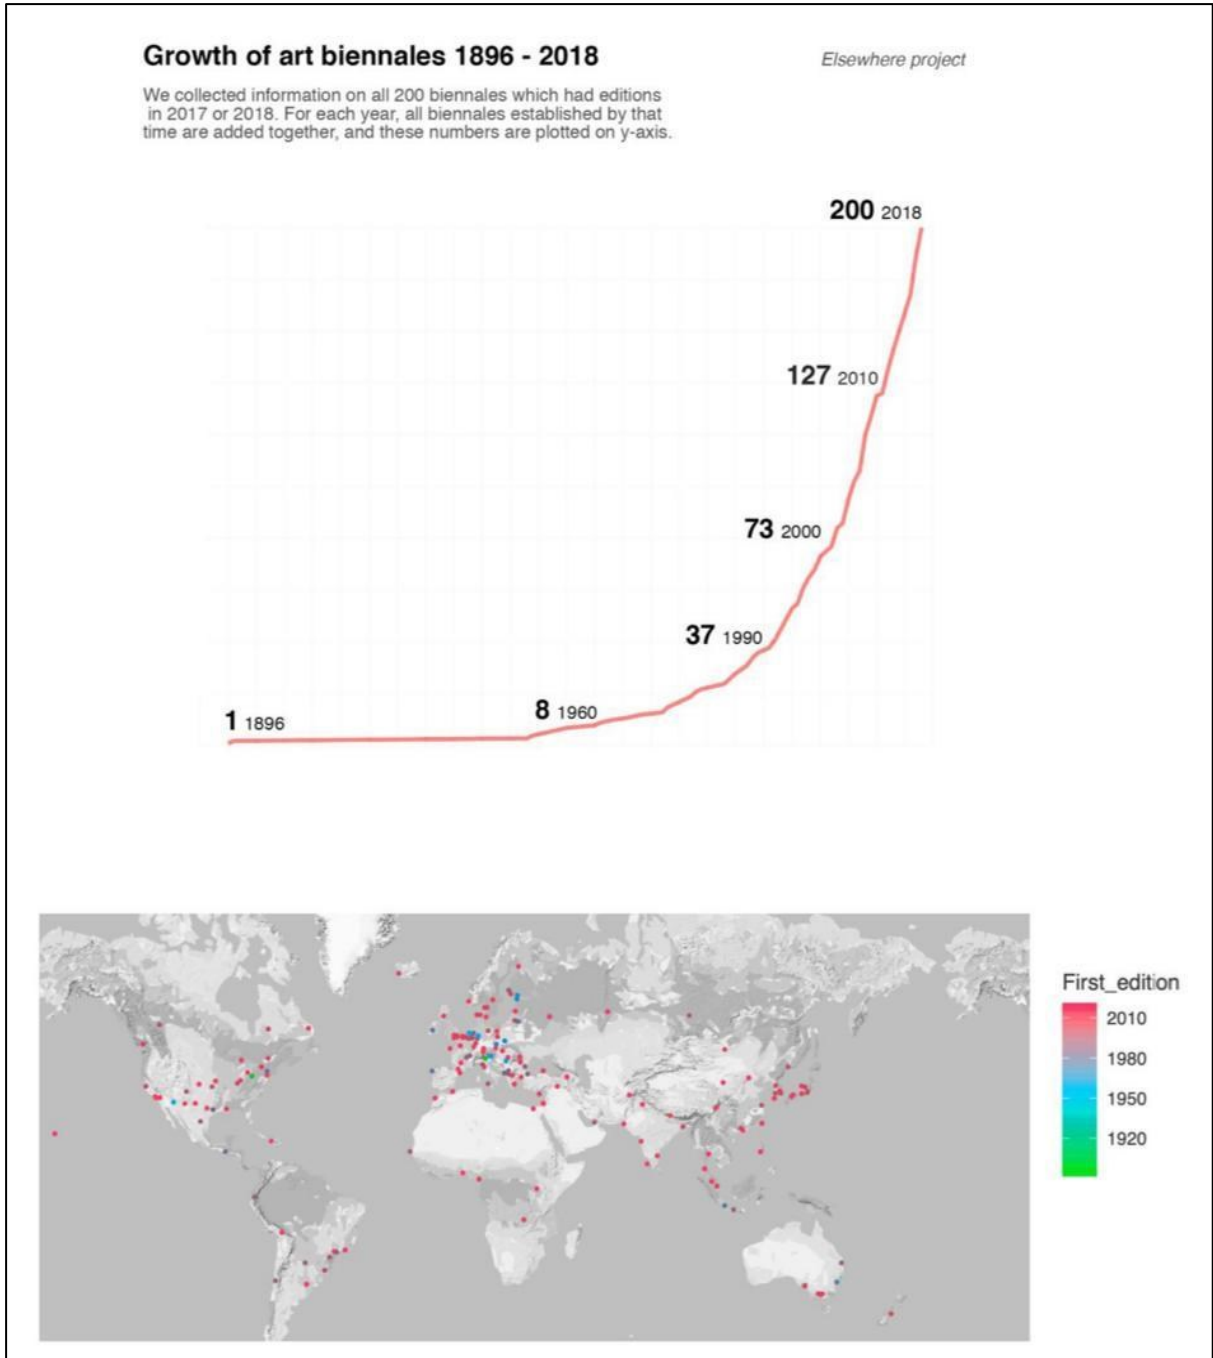 Growth of art biennales 1896 - 2018
Elsewhere project
We collected information on all 200 biennales which had editions
in 2017 or 2018. For each year, all biennales established by that
time are added together, and these numbers are plotted on y-axis.
200 2018
127 2010
73 2000
37 1990
8 1960
1 1896
First_edition
2010
1980
1950
1920